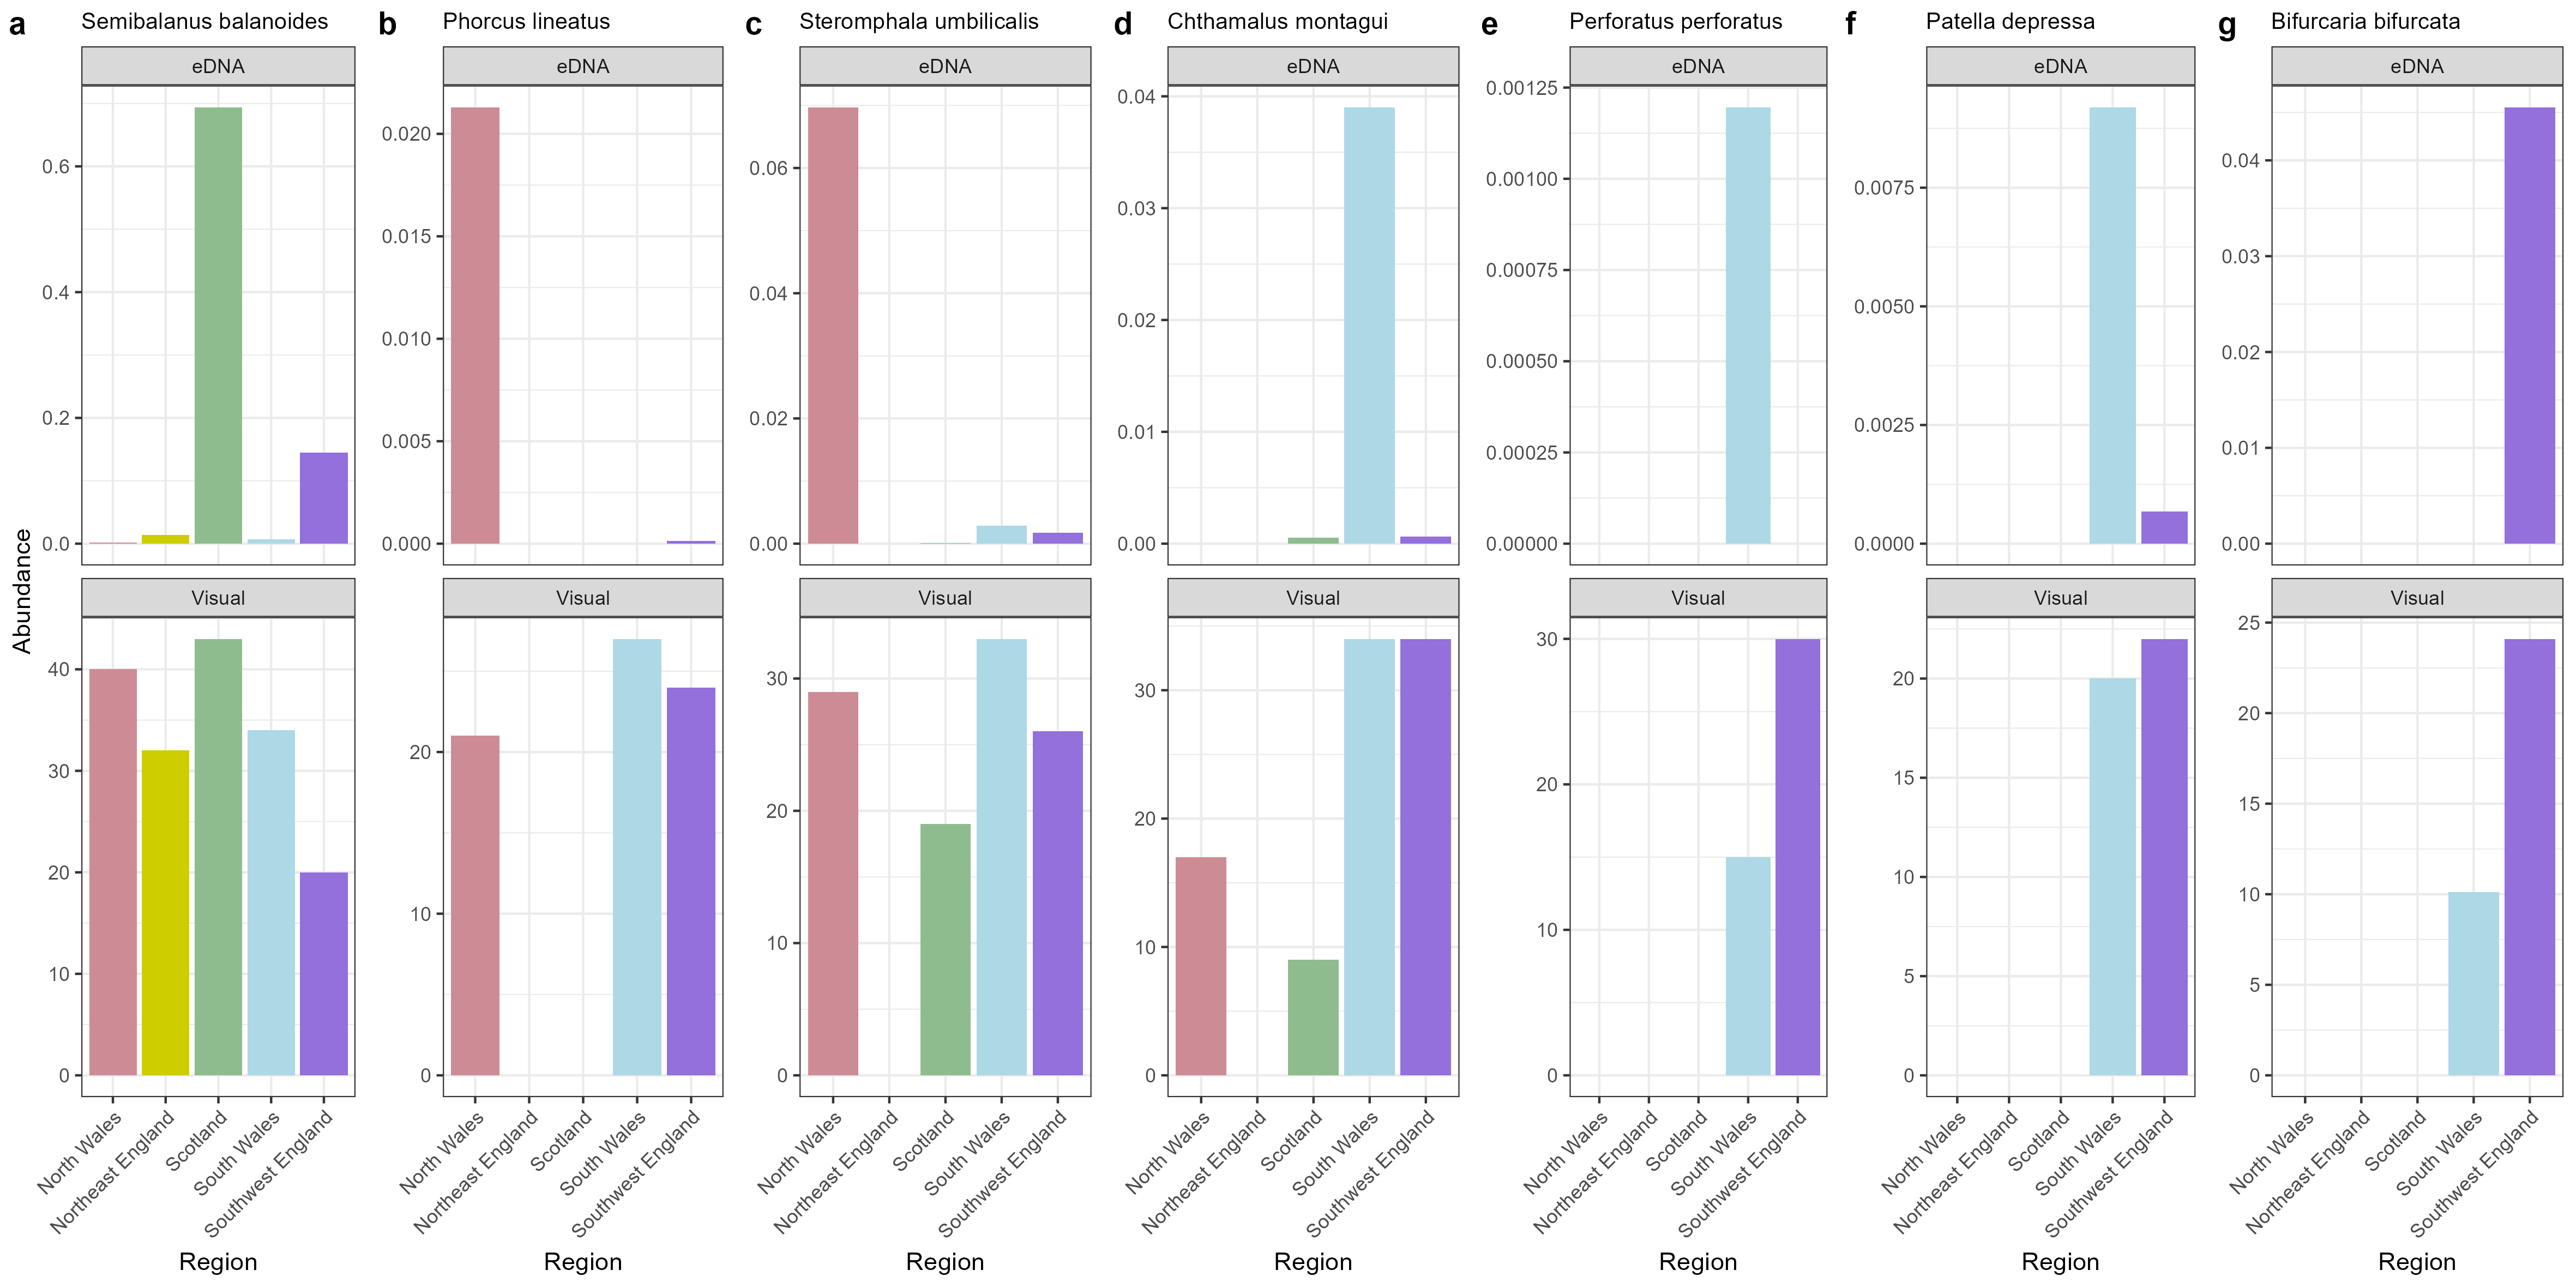 a Semibalanus balanoides
b Phorcus lineatus
c Steromphala umbilicalis
d Chthamalus montagui
e Perforatus perforatus
f Patella depressa
g Bifurcaria bifurcata
Abundance
eDNA
0.6
0.4
0.2
0.0
Visual
40
30
20
10
0
North Wales
Northeast England
Scotland
South Wales
Southwest England
Region
eDNA
0.020
0.015
0.010
0.005
0.000
Visual
20
10
0
North Wales
Northeast England
Scotland
South Wales
Southwest England
Region
eDNA
0.06
0.04
0.02
0.00
Visual
30
20
10
0
North Wales
Northeast England
Scotland
South Wales
Southwest England
Region
eDNA
0.04
0.03
0.02
0.01
0.00
Visual
30
20
10
0
North Wales
Northeast England
Scotland
South Wales
Southwest England
Region
eDNA
0.00125
0.00100
0.00075
0.00050
0.00025
0.00000
Visual
30
20
10
0
North Wales
Northeast England
Scotland
South Wales
Southwest England
Region
eDNA
0.0075
0.0050
0.0025
0.0000
Visual
20
15
10
5
0
North Wales
Northeast England
Scotland
South Wales
Southwest England
Region
eDNA
0.04
0.03
0.02
0.01
0.00
Visual
25
20
15
10
5
0
North Wales
Northeast England
Scotland
South Wales
Southwest England
Region